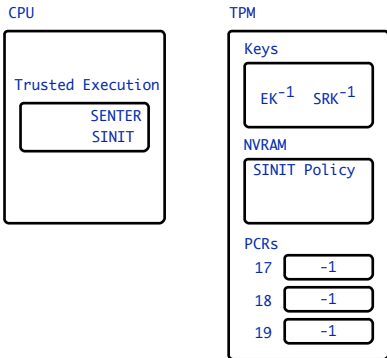 CPU
Trusted Execution
SENTER
SINIT
TPM
Keys
EK-1 SRK-1
NVRAM
SINIT Policy
PCRs
17 -1
18 -1
19 -1